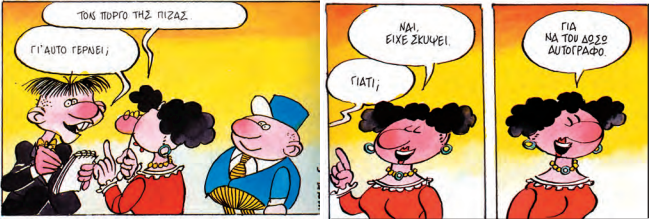 ΤΟΝ ΠΥΡΓΟ ΤΗΣ ΠΙΖΑΣ.
ΓΙ' ΑΥΤΟ ΓΕΡΝΕΙ;
ΝΑΙ.
ΕΙΧΕ ΣΚΥΨΕΙ.
ΓΙΑΤΙ;
ΓΙΑ
ΝΑ ΤΟΥ ΔΩΣΩ
ΑΥΤΟΓΡΑΦΟ.